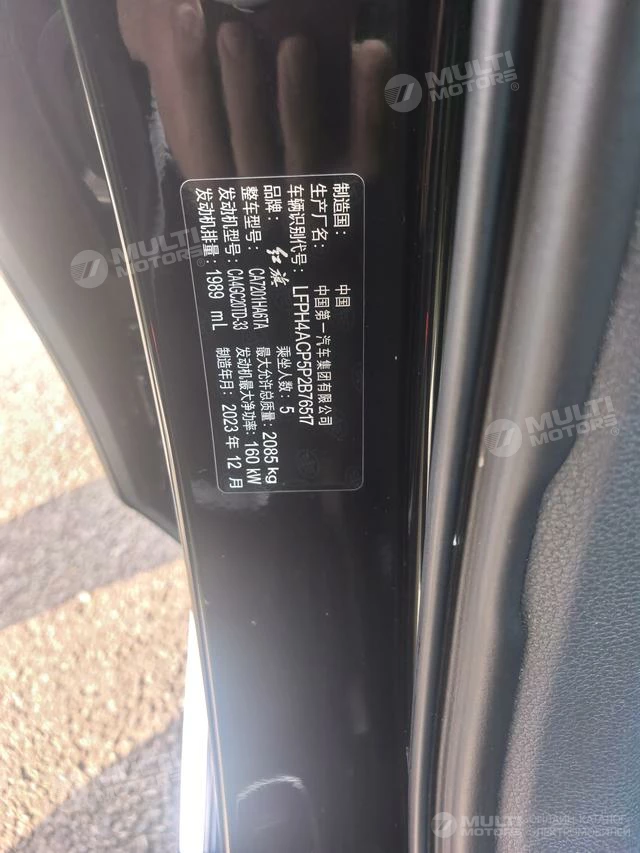 制造国： 中国
生产厂名： 中国第一汽车集团有限公司
车辆识别代号： LFPH4ACP5P2B76517
品牌： 红旗 乘坐人数： 5
整车型号： CA7201HA6TA 最大允许总质量： 2085 kg
发动机型号： CA4GC20TD-33 发动机最大净功率： 160 kW
发动机排量： 1989 mL 制造年月： 2023 年 12 月
MULTI
MOTORS®
MULTI
MOTORS
MULTI
MOTORS
MULTI
MOTORS
ОНЛАЙН-КАТАЛОГ
ЭЛЕКТРОМОБИЛЕЙ